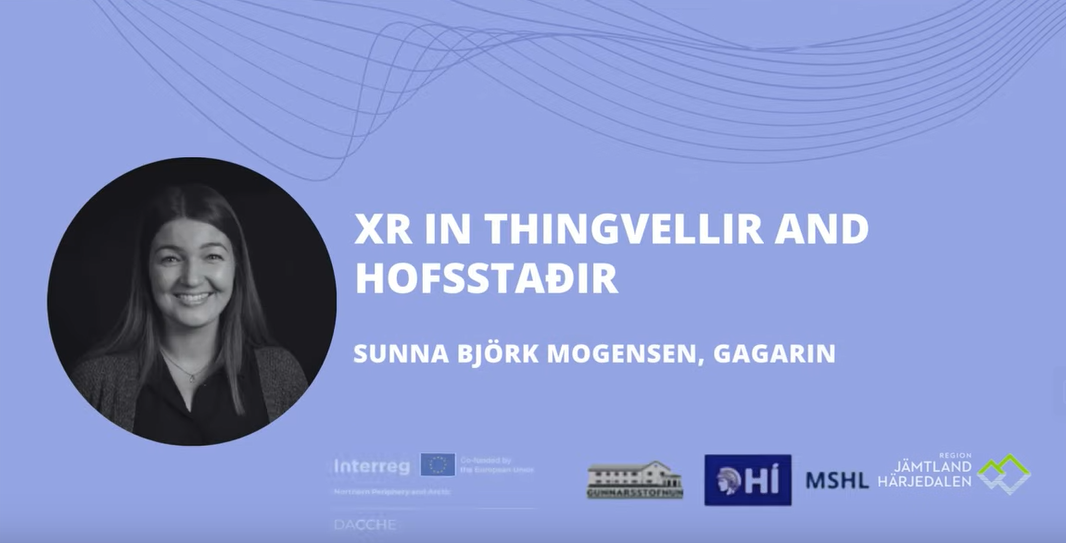 XR IN THINGVELLIR AND
HOFSSTAÐIR
SUNNA BJÖRK MOGENSEN, GAGARIN
Interreg
Co-funded by
the European Union
Northern Periphery and Arctic
DACCHE
GUNNARSSTOFNUN
HÍ
MSHL
REGION
JÄMTLAND
HÄRJEDALEN